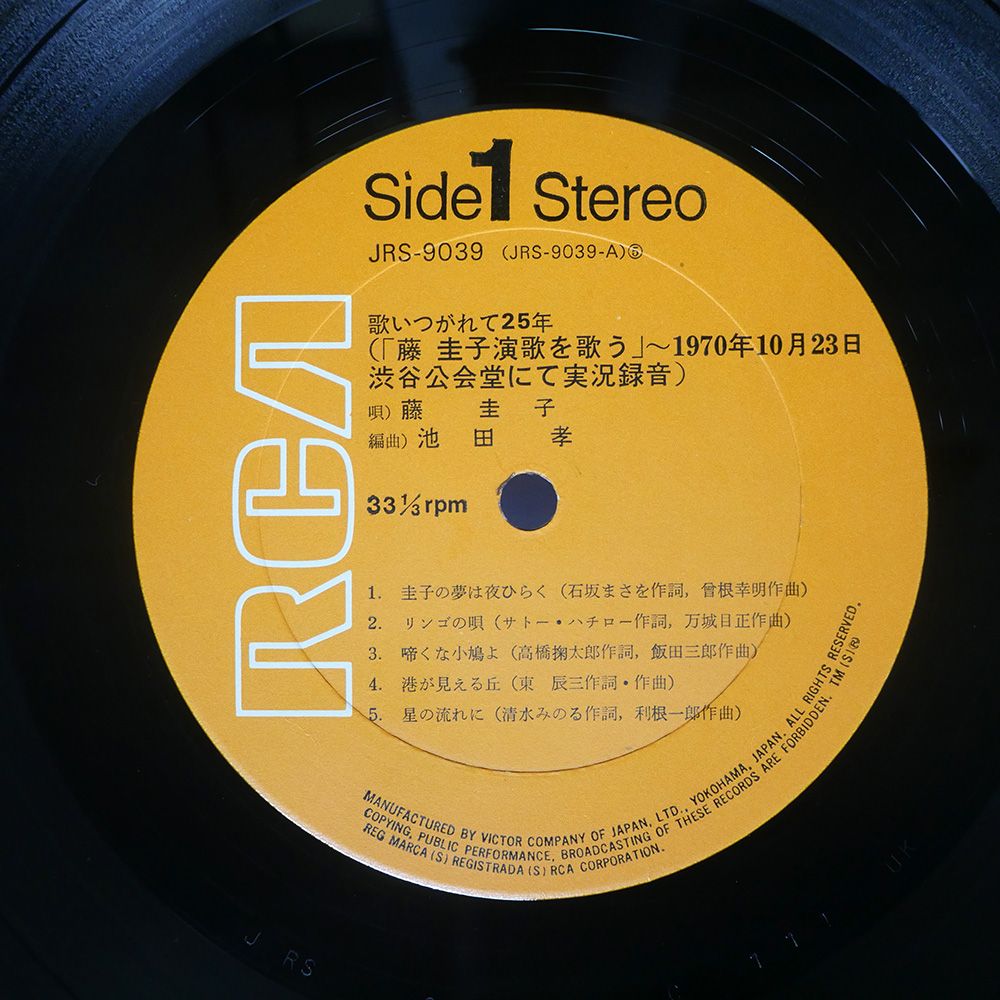 Side 1 Stereo
JRS-9039 (JRS-9039-A)⑤
歌いつがれて25年
(「藤 圭子演歌を歌う」~1970年10月23日
渋谷公会堂にて実況録音)
唄) 藤 圭 子
編曲) 池 田 孝
RCA
33 1/3 rpm
1. 圭子の夢は夜ひらく (石坂まさを作詞, 曾根幸明作曲)
2. リンゴの唄 (サトー・ハチロー作詞, 万城目正作曲)
3. 啼くな小鳩よ (高橋掬太郎作詞, 飯田三郎作曲)
4. 港が見える丘 (東 辰三作詞・作曲)
5. 星の流れに (清水みのる作詞, 利根一郎作曲)
MANUFACTURED BY VICTOR COMPANY OF JAPAN, LTD., YOKOHAMA, JAPAN. ALL RIGHTS RESERVED.
COPYING, PUBLIC PERFORMANCE, BROADCASTING OF THESE RECORDS ARE FORBIDDEN. TM(S)®
REG MARCA(S) REGISTRADA(S) RCA CORPORATION.
J RS
1 1 1